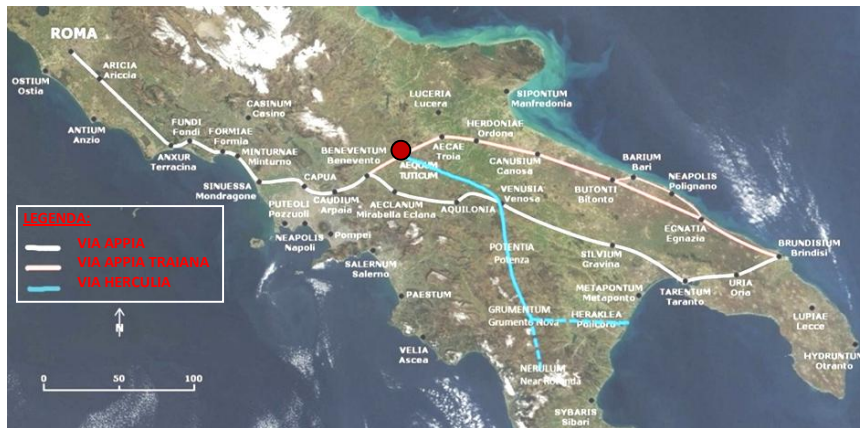 ROMA
ARICIA
Ariccia
OSTIUM
Ostia
ANTIUM
Anzio
FUNDI
Fondi
ANXUR
Terracina
CASINUM
Casino
FORMIAE
Formia
MINTURNAE
Minturno
SINUESSA
Mondragone
CAPUA
PUTEOLI
Pozzuoli
CAUDIUM
Arpaia
NEAPOLIS
Napoli
Pompei
BENEVENTUM
Benevento
AEQUUM
TUTICUM
AECLANUM
Mirabella Eclana
LUCERIA
Lucera
SIPONTUM
Manfredonia
AECAE
Troia
HERDONIAE
Ordona
CANUSIUM
Canosa
AQUILONIA
VENUSIA
Venosa
BARIUM
Bari
BUTONTI
Bitonto
NEAPOLIS
Polignano
EGNATIA
Egnazia
BRUNDISIUM
Brindisi
SALERNUM
Salerno
PAESTUM
VELIA
Ascea
POTENTIA
Potenza
SILVIUM
Gravina
METAPONTUM
Metaponto
TARENTUM
Taranto
URIA
Oria
LUPIAE
Lecce
HYDRUNTUM
Otranto
GRUMENTUM
Grumento Nova
HERAKLEA
Policoro
NERULUM
Near Rotonda
SYBARIS
Sibari
LEGENDA:
VIA APPIA
VIA APPIA TRAIANA
VIA HERCULIA
N
0 50 100